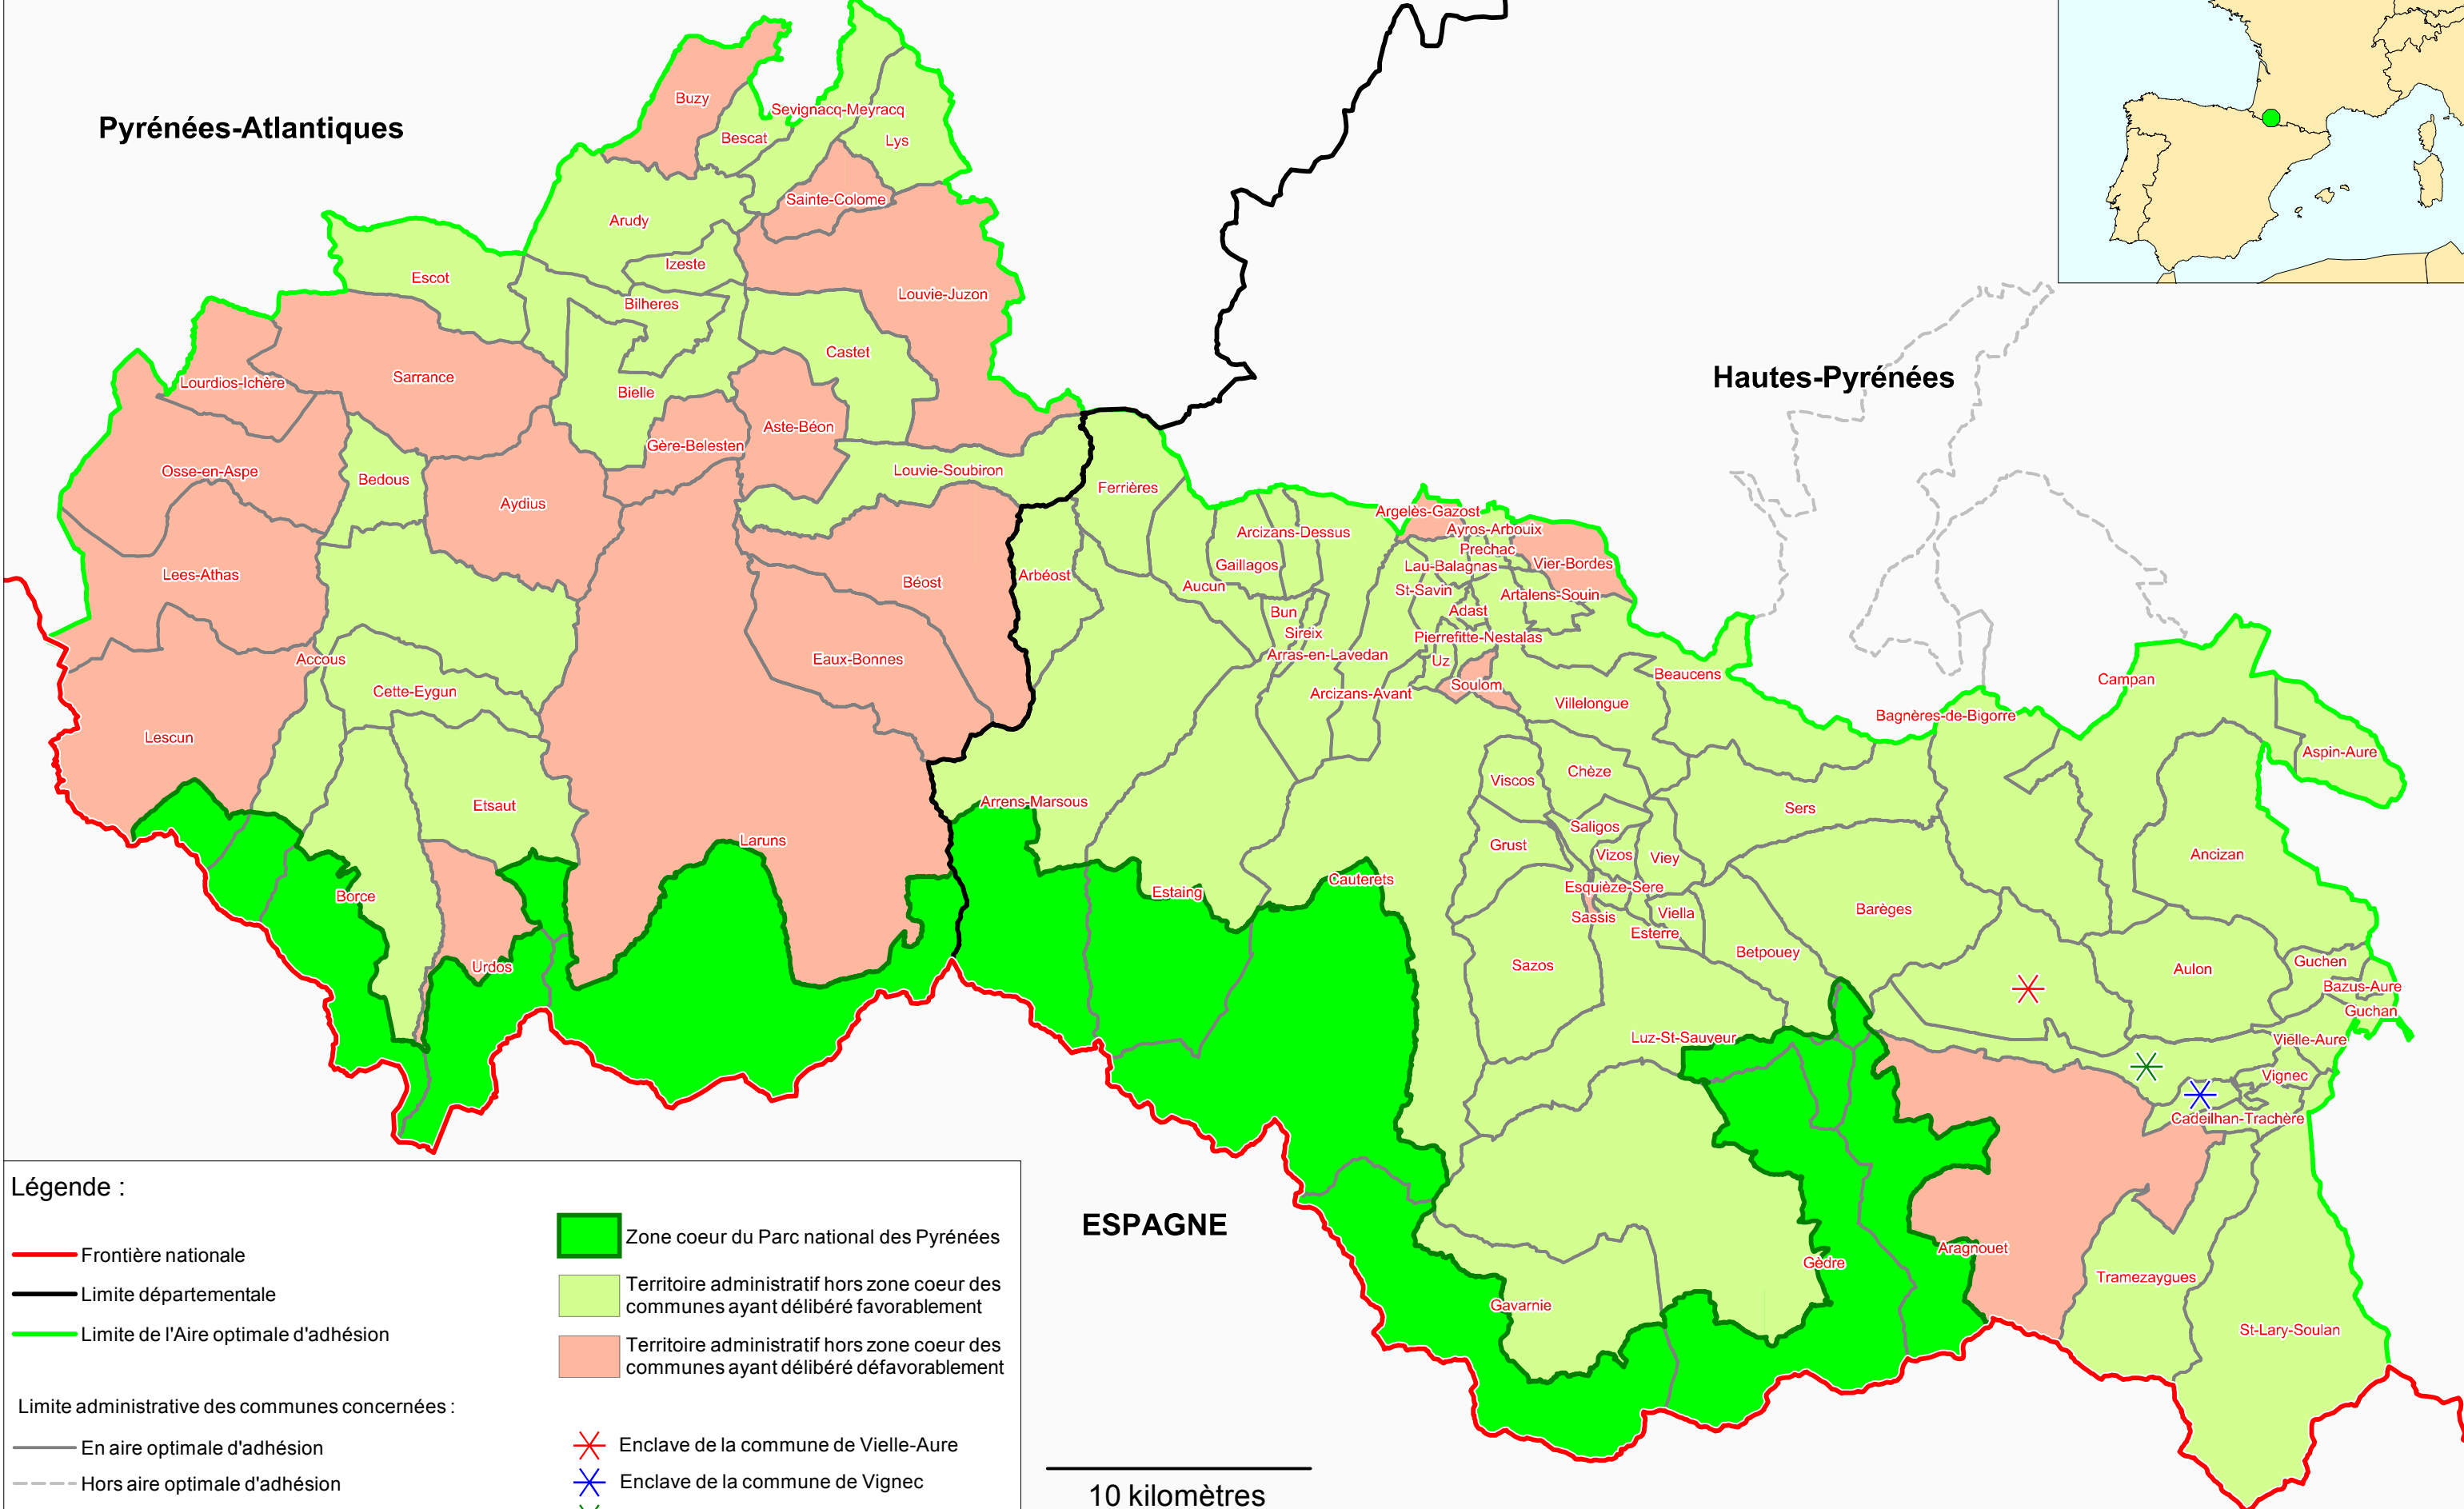 Pyrénées-Atlantiques
Hautes-Pyrénées
ESPAGNE
Buzy
Sevignacq-Meyracq
Bescat
Lys
Sainte-Colome
Arudy
Izeste
Escot
Louvie-Juzon
Bilheres
Castet
Lourdios-Ichère
Sarrance
Bielle
Aste-Béon
Gère-Belesten
Osse-en-Aspe
Bedous
Louvie-Soubiron
Aydius
Lees-Athas
Béost
Accous
Eaux-Bonnes
Cette-Eygun
Lescun
Etsaut
Laruns
Borce
Urdos
Ferrières
Arbéost
Argelès-Gazost
Arcizans-Dessus
Ayros-Arbouix
Prechac
Gaillagos
Lau-Balagnas
Vier-Bordes
Aucun
St-Savin
Artalens-Souin
Bun
Adast
Sireix
Pierrefitte-Nestalas
Arras-en-Lavedan
Uz
Beaucens
Soulom
Arcizans-Avant
Villelongue
Campan
Bagnères-de-Bigorre
Aspin-Aure
Viscos
Chèze
Arrens-Marsous
Sers
Saligos
Grust
Vizos
Viey
Ancizan
Cauterets
Estaing
Esquièze-Sere
Sassis
Viella
Barèges
Esterre
Betpouey
Sazos
Aulon
Guchen
Bazus-Aure
Guchan
Luz-St-Sauveur
Vielle-Aure
Vignec
Cadeilhan-Trachère
Aragnouet
Gèdre
Tramezaygues
Gavarnie
St-Lary-Soulan
Légende :
Frontière nationale
Limite départementale
Limite de l'Aire optimale d'adhésion
Limite administrative des communes concernées :
En aire optimale d'adhésion
Hors aire optimale d'adhésion
Zone coeur du Parc national des Pyrénées
Territoire administratif hors zone coeur des
communes ayant délibéré favorablement
Territoire administratif hors zone coeur des
communes ayant délibéré défavorablement
Enclave de la commune de Vielle-Aure
Enclave de la commune de Vignec
10 kilomètres